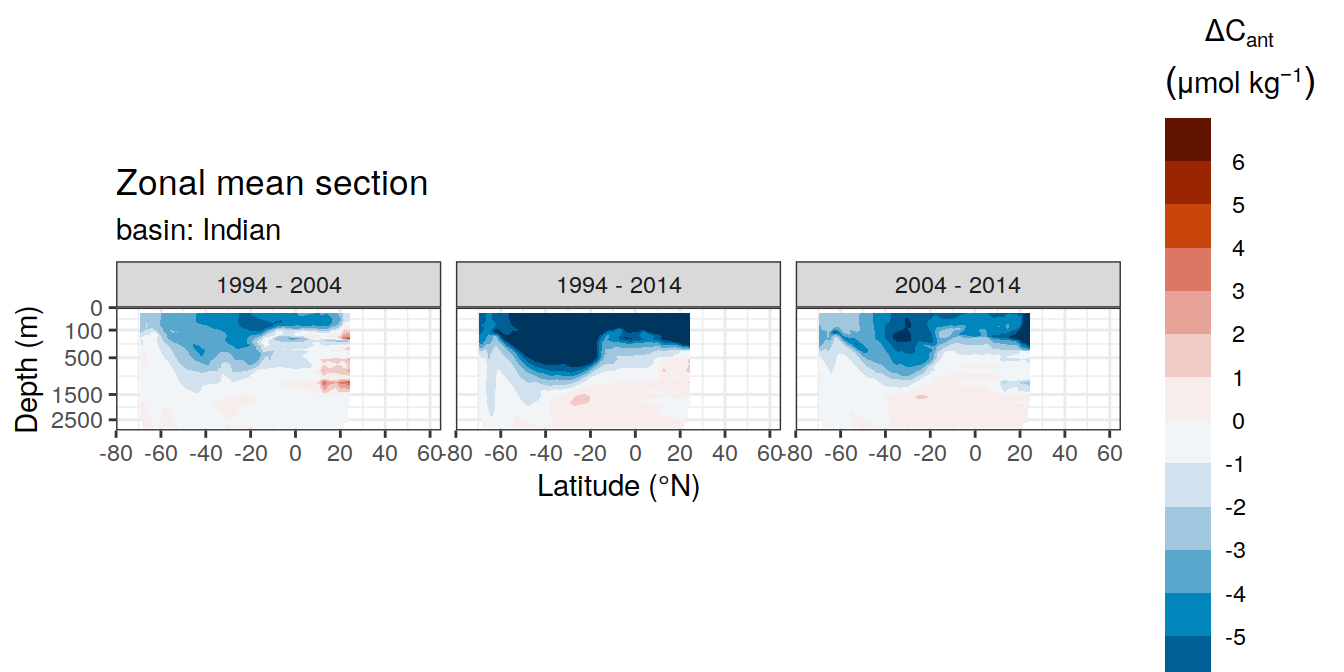 ΔCant
(μmol kg⁻¹)
Zonal mean section
basin: Indian
1994 - 2004
1994 - 2014
2004 - 2014
0
100
500
1500
2500
Depth (m)
-80 -60 -40 -20 0 20 40 60
-80 -60 -40 -20 0 20 40 60
-80 -60 -40 -20 0 20 40 60
Latitude (°N)
6
5
4
3
2
1
0
-1
-2
-3
-4
-5